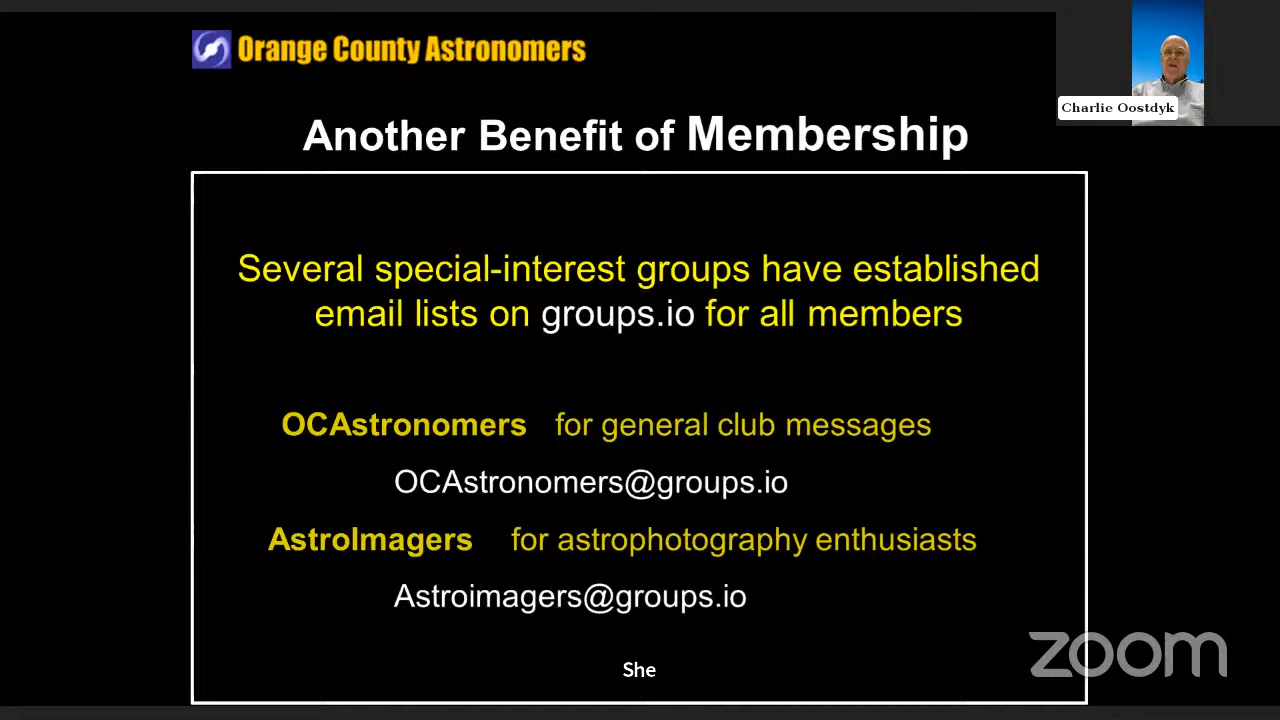 Orange County Astronomers
Charlie Oostdyk
Another Benefit of Membership
Several special-interest groups have established
email lists on groups.io for all members
OCAstronomers for general club messages
OCAstronomers@groups.io
AstroImagers for astrophotography enthusiasts
Astroimagers@groups.io
She
zoom